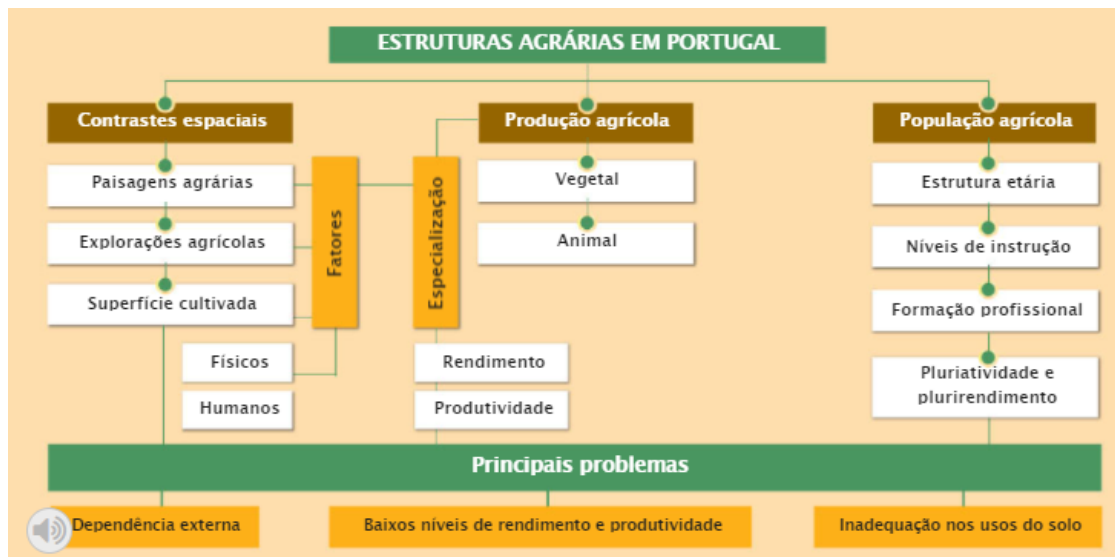 ESTRUTURAS AGRÁRIAS EM PORTUGAL
Contrastes espaciais
Paisagens agrárias
Explorações agrícolas
Superfície cultivada
Fatores
Físicos
Humanos
Produção agrícola
Vegetal
Animal
Especialização
Rendimento
Produtividade
População agrícola
Estrutura etária
Níveis de instrução
Formação profissional
Pluriatividade e
plurirendimento
Principais problemas
Dependência externa
Baixos níveis de rendimento e produtividade
Inadequação nos usos do solo